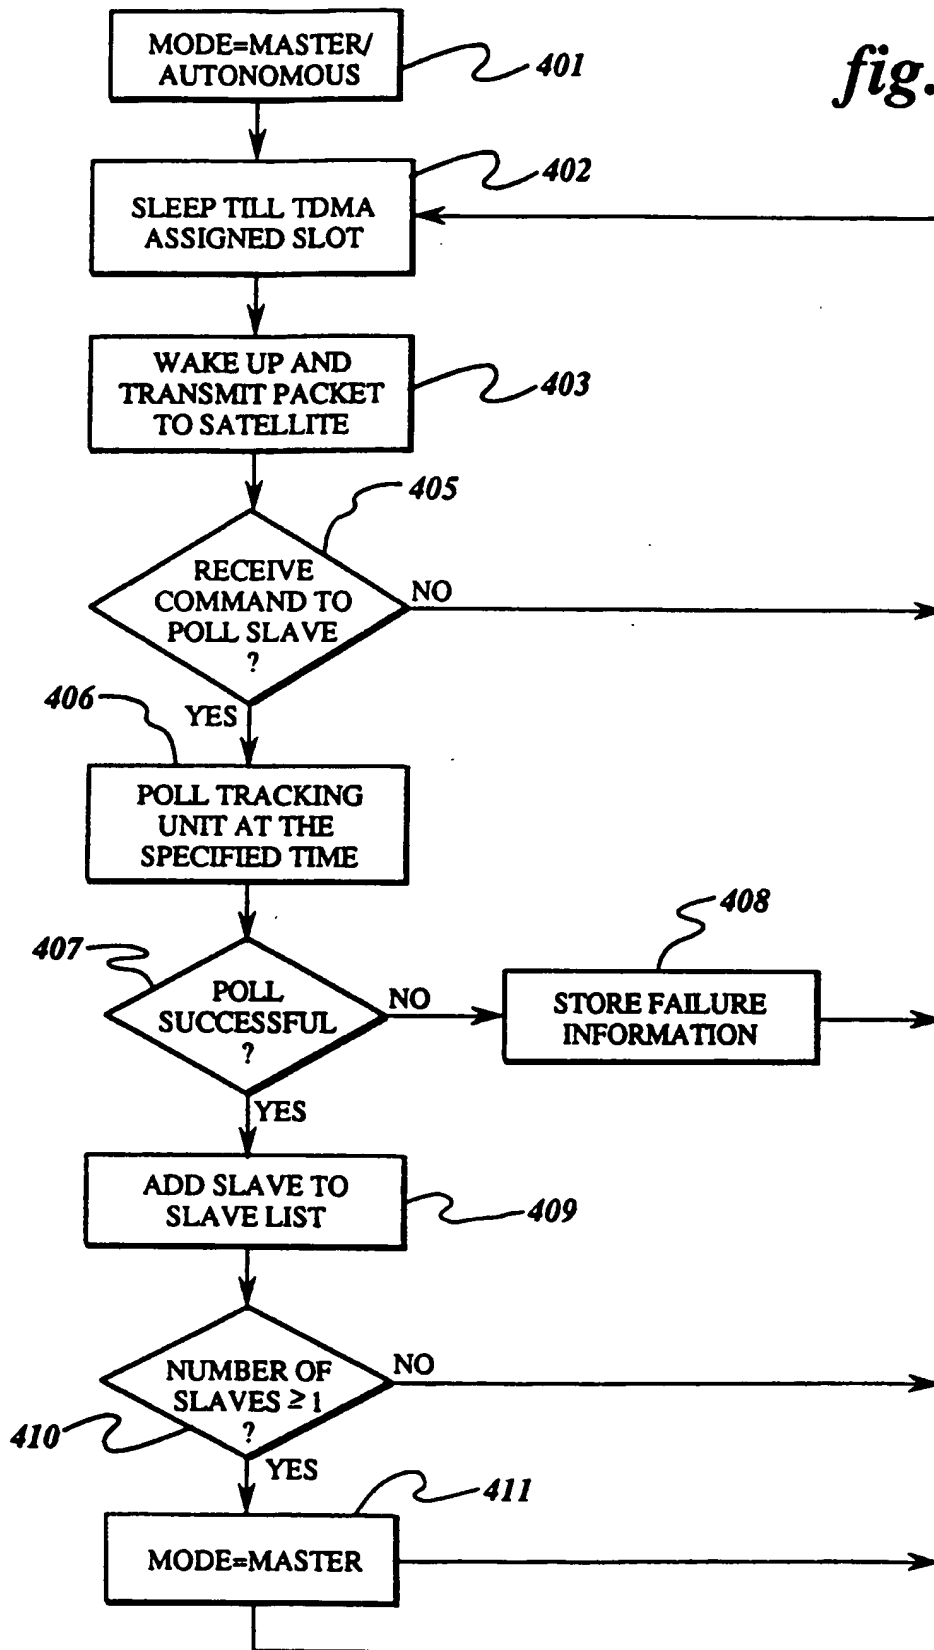 MODE=MASTER/
AUTONOMOUS
401
fig.
SLEEP TILL TDMA
ASSIGNED SLOT
402
WAKE UP AND
TRANSMIT PACKET
TO SATELLITE
403
405
RECEIVE
COMMAND TO
POLL SLAVE
?
NO
YES
406
POLL TRACKING
UNIT AT THE
SPECIFIED TIME
407
POLL
SUCCESSFUL
?
NO
408
STORE FAILURE
INFORMATION
YES
ADD SLAVE TO
SLAVE LIST
409
NUMBER OF
SLAVES ≥ 1
?
NO
410
YES
411
MODE=MASTER